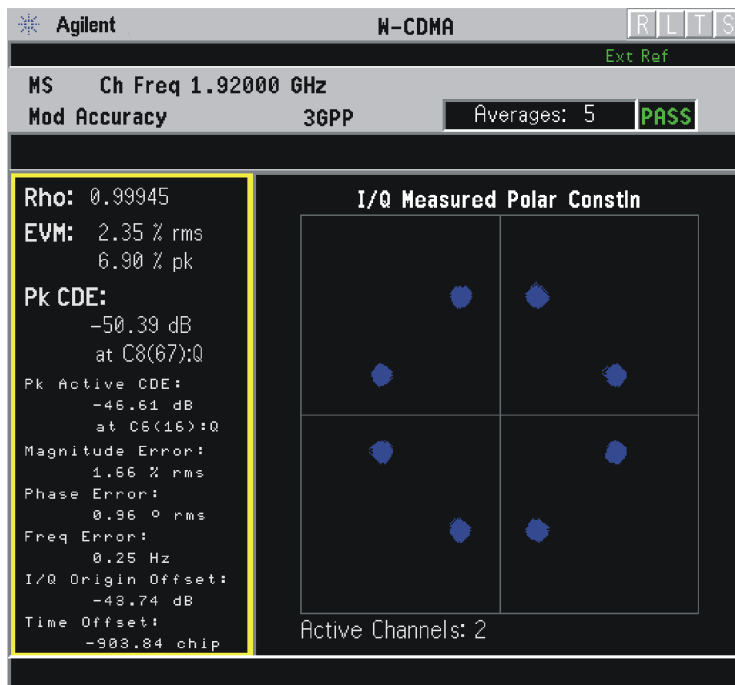 Agilent W-CDMA R L T S
Ext Ref
MS Ch Freq 1.92000 GHz
Mod Accuracy 3GPP Averages: 5 PASS
Rho: 0.99945
EVM: 2.35 % rms
6.90 % pk
Pk CDE:
-50.39 dB
at C8(67):Q
Pk Active CDE:
-46.61 dB
at C6(16):Q
Magnitude Error:
1.66 % rms
Phase Error:
0.96 º rms
Freq Error:
0.25 Hz
I/Q Origin Offset:
-43.74 dB
Time Offset:
-903.84 chip
I/Q Measured Polar Constln
Active Channels: 2